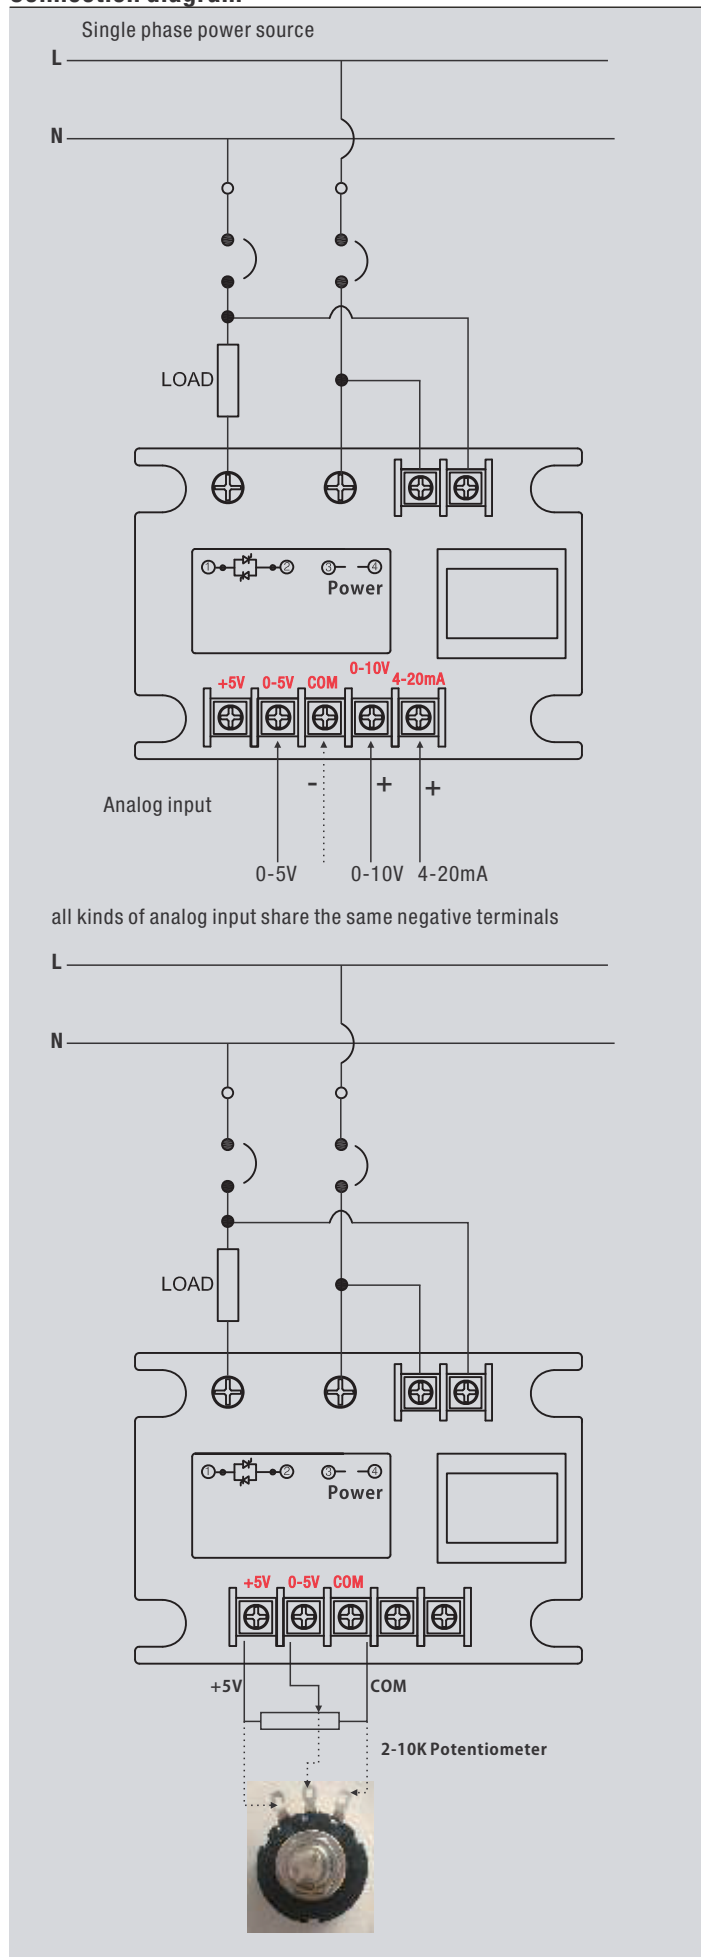 Connection diagram
Single phase power source
L
N
LOAD
1 2 3 4
Power
+5V 0-5V COM 0-10V 4-20mA
- + +
Analog input
0-5V 0-10V 4-20mA
all kinds of analog input share the same negative terminals
L
N
LOAD
1 2 3 4
Power
+5V 0-5V COM
+5V COM
2-10K Potentiometer